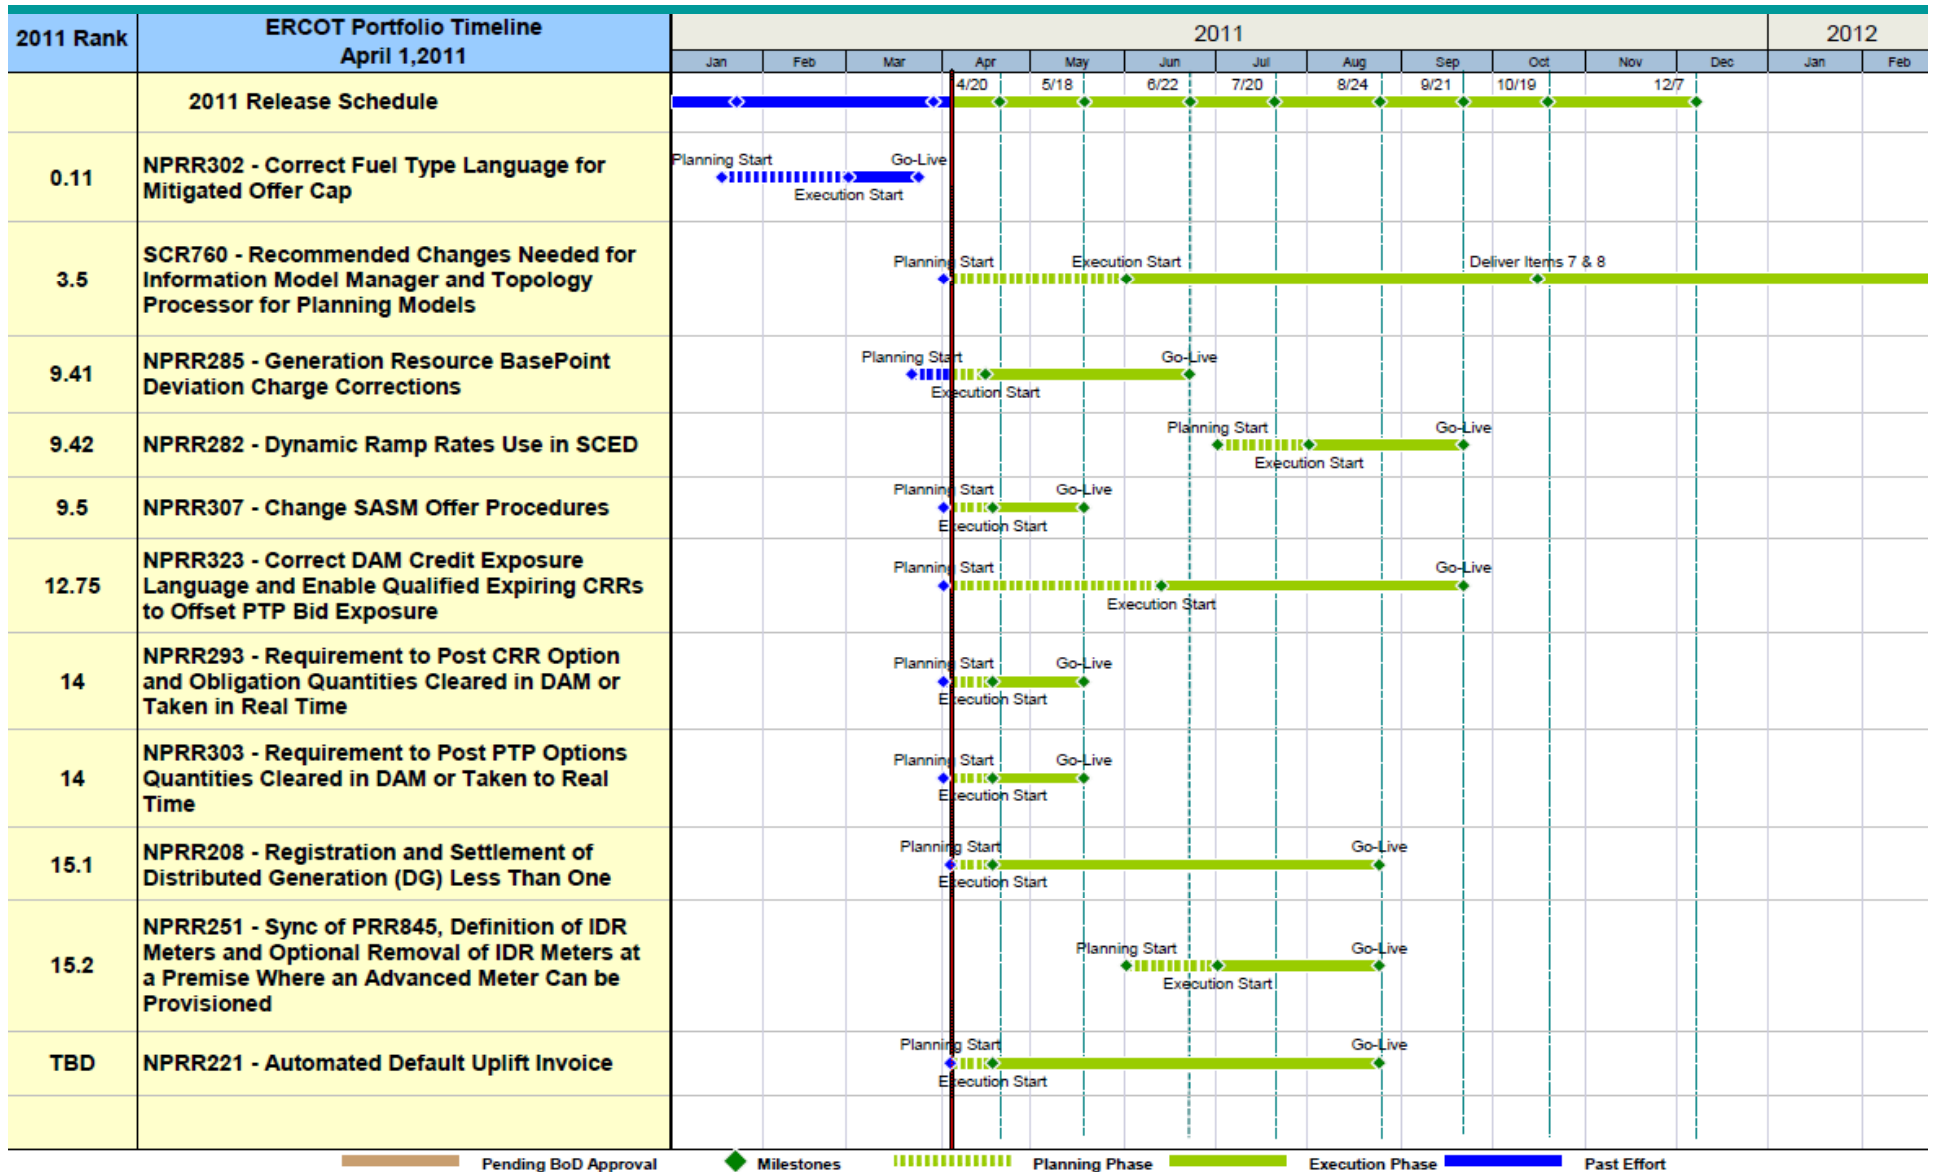 2011 Rank
ERCOT Portfolio Timeline
April 1,2011
2011
2012
Jan Feb Mar Apr May Jun Jul Aug Sep Oct Nov Dec Jan Feb
2011 Release Schedule
4/20 5/18 6/22 7/20 8/24 9/21 10/19 12/7
0.11
NPRR302 - Correct Fuel Type Language for
Mitigated Offer Cap
Planning Start Go-Live
Execution Start
3.5
SCR760 - Recommended Changes Needed for
Information Model Manager and Topology
Processor for Planning Models
Planning Start Execution Start Deliver Items 7 & 8
9.41
NPRR285 - Generation Resource BasePoint
Deviation Charge Corrections
Planning Start Go-Live
Execution Start
9.42
NPRR282 - Dynamic Ramp Rates Use in SCED
Planning Start Go-Live
Execution Start
9.5
NPRR307 - Change SASM Offer Procedures
Planning Start Go-Live
Execution Start
12.75
NPRR323 - Correct DAM Credit Exposure
Language and Enable Qualified Expiring CRRs
to Offset PTP Bid Exposure
Planning Start Go-Live
Execution Start
14
NPRR293 - Requirement to Post CRR Option
and Obligation Quantities Cleared in DAM or
Taken in Real Time
Planning Start Go-Live
Execution Start
14
NPRR303 - Requirement to Post PTP Options
Quantities Cleared in DAM or Taken to Real
Time
Planning Start Go-Live
Execution Start
15.1
NPRR208 - Registration and Settlement of
Distributed Generation (DG) Less Than One
Planning Start Go-Live
Execution Start
15.2
NPRR251 - Sync of PRR845, Definition of IDR
Meters and Optional Removal of IDR Meters at
a Premise Where an Advanced Meter Can be
Provisioned
Planning Start Go-Live
Execution Start
TBD
NPRR221 - Automated Default Uplift Invoice
Planning Start Go-Live
Execution Start
Pending BoD Approval Milestones Planning Phase Execution Phase Past Effort